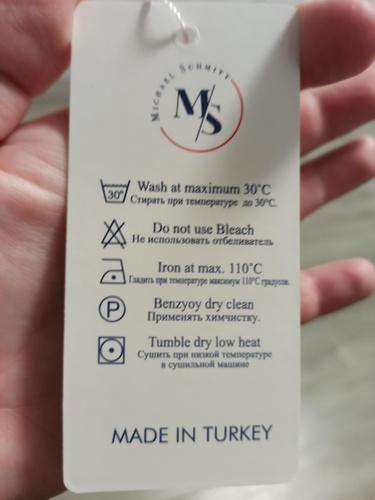 MICHAEL SCHMITT
M/S
30°
Wash at maximum 30°C
Стирать при температуре до 30°C.
Do not use Bleach
Не использовать отбеливатель
Iron at max. 110°C
Гладить при температуре максимум 110°C градусов.
Benzyoy dry clean
P
Применять химчистку.
Tumble dry low heat
Сушить при низкой температуре
в сушильной машине
MADE IN TURKEY